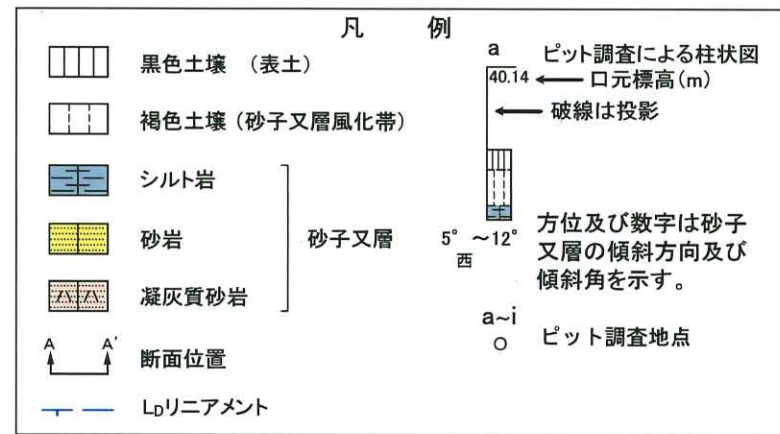 凡 例
黒色土壌 (表土)
褐色土壌(砂子又層風化帯)
シルト岩
砂岩
凝灰質砂岩
砂子又層
A A'
断面位置
LDリニアメント
a
ピット調査による柱状図
40.14
口元標高(m)
破線は投影
5° ~12°
西
方位及び数字は砂子
又層の傾斜方向及び
傾斜角を示す。
a~i
ピット調査地点